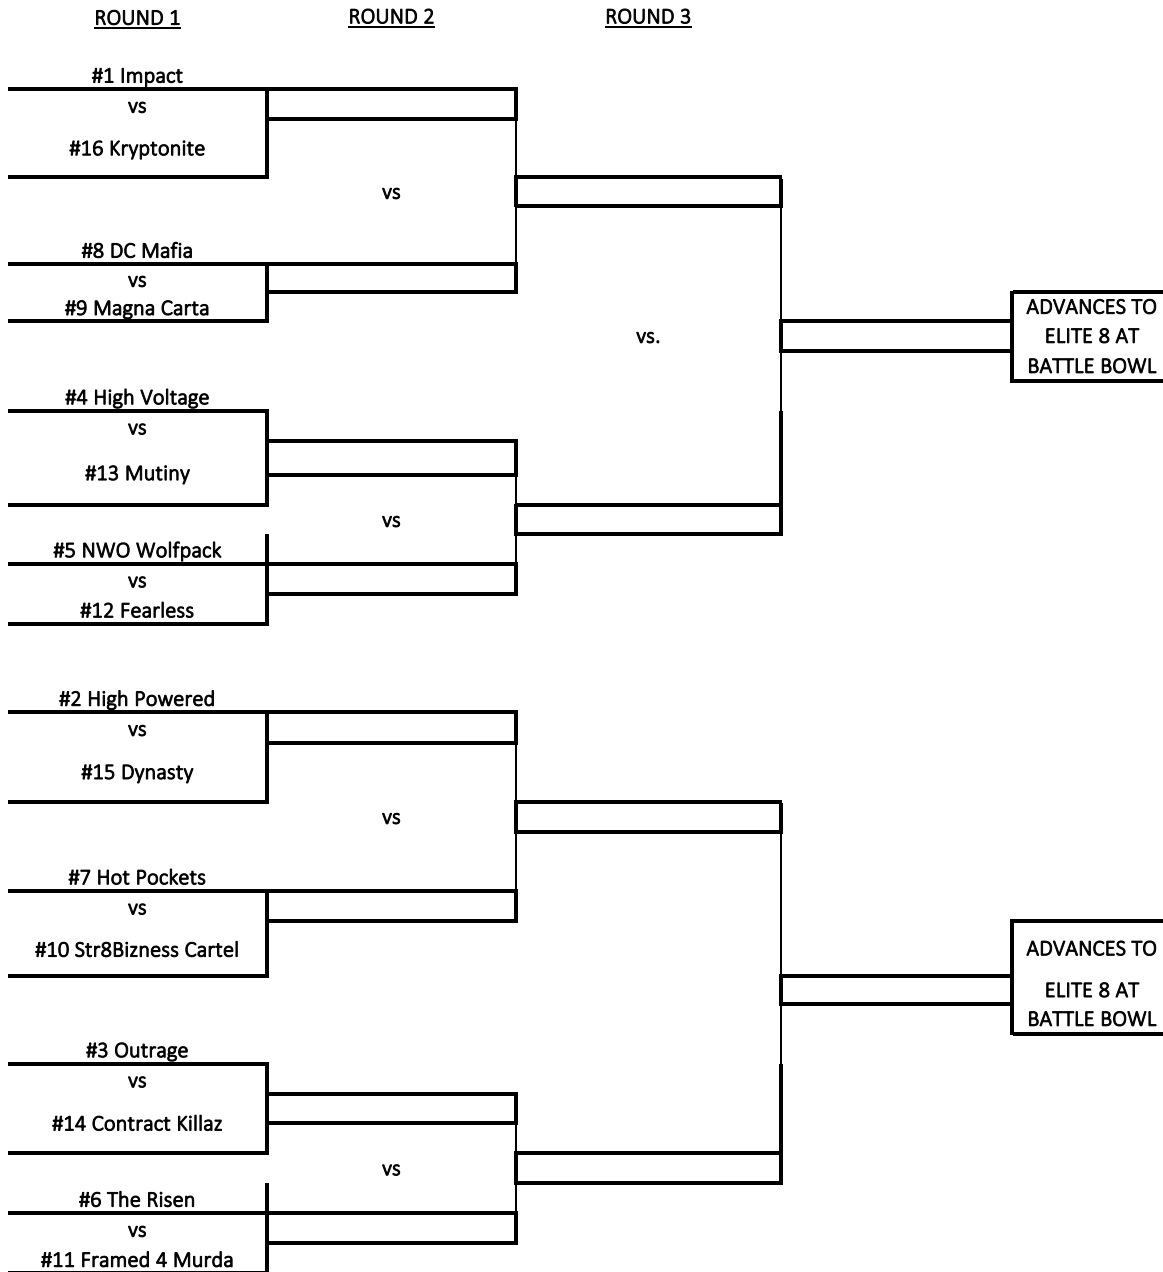 ROUND 1 ROUND 2 ROUND 3
#1 Impact
vs
#16 Kryptonite
vs
#8 DC Mafia
vs
#9 Magna Carta
ADVANCES TO
ELITE 8 AT
BATTLE BOWL
vs.
#4 High Voltage
vs
#13 Mutiny
vs
#5 NWO Wolfpack
vs
#12 Fearless
#2 High Powered
vs
#15 Dynasty
vs
#7 Hot Pockets
vs
#10 Str8Bizness Cartel
ADVANCES TO
ELITE 8 AT
BATTLE BOWL
#3 Outrage
vs
#14 Contract Killaz
vs
#6 The Risen
vs
#11 Framed 4 Murda